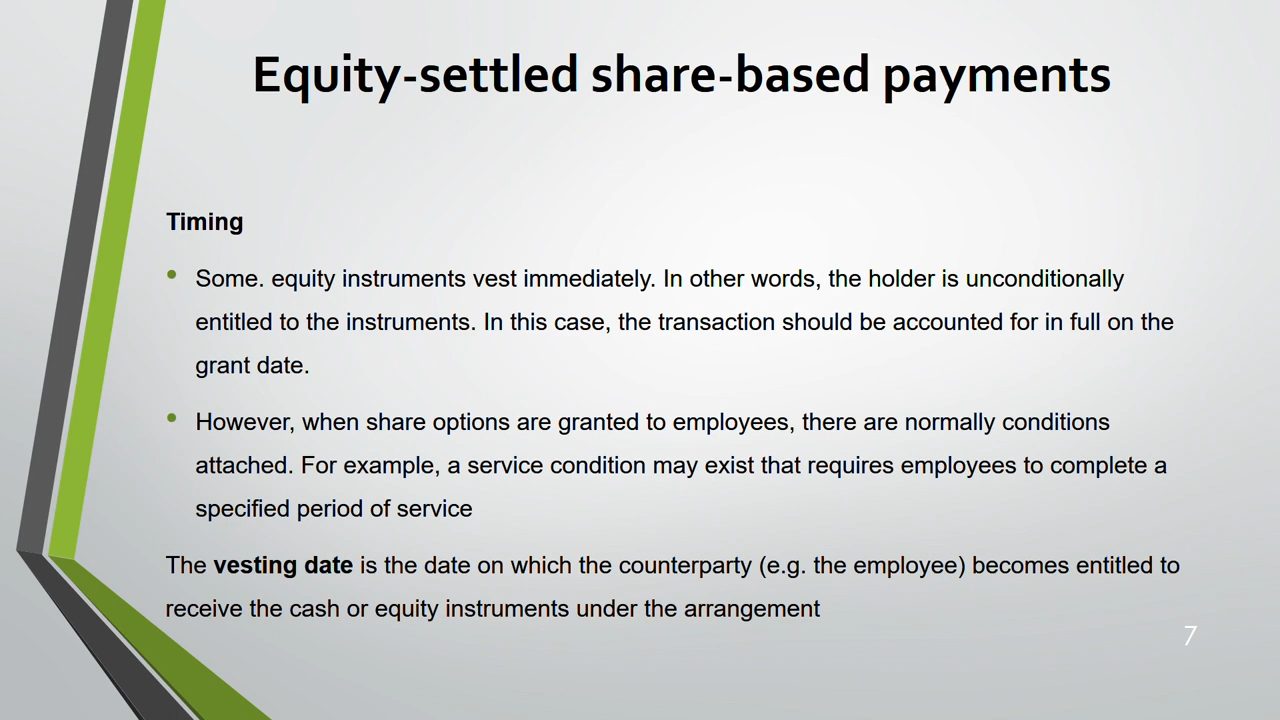 Equity-settled share-based payments
Timing
• Some. equity instruments vest immediately. In other words, the holder is unconditionally
entitled to the instruments. In this case, the transaction should be accounted for in full on the
grant date.
• However, when share options are granted to employees, there are normally conditions
attached. For example, a service condition may exist that requires employees to complete a
specified period of service
The vesting date is the date on which the counterparty (e.g. the employee) becomes entitled to
receive the cash or equity instruments under the arrangement
7